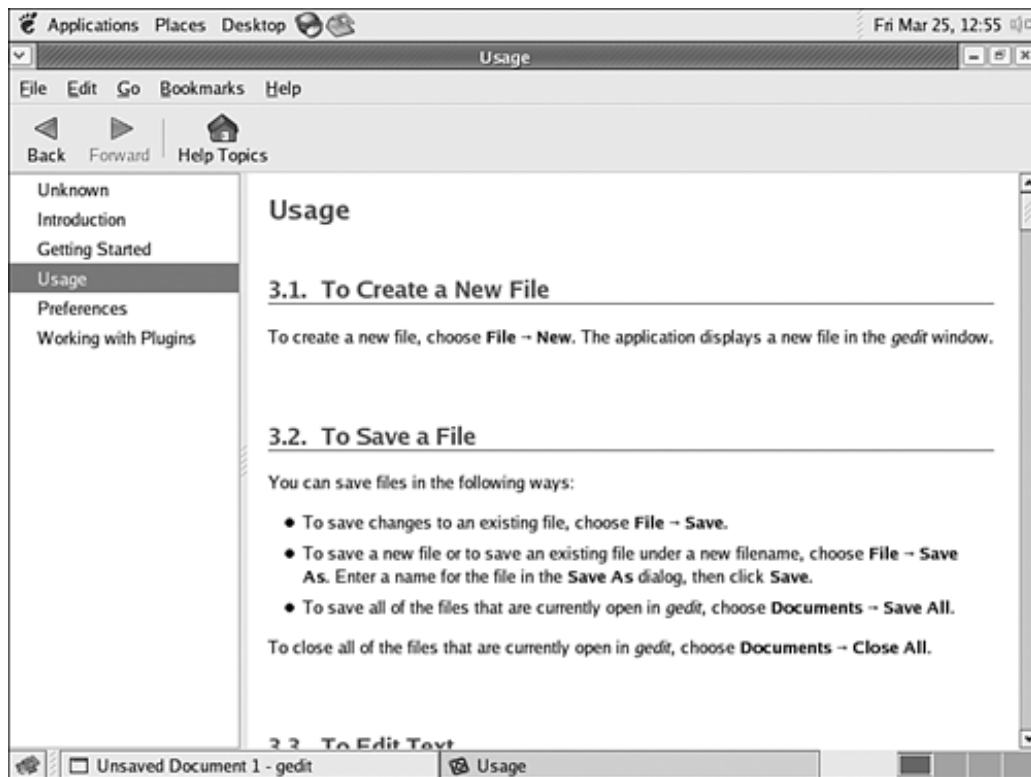 Applications Places Desktop Fri Mar 25, 12:55
Usage
File Edit Go Bookmarks Help
Back Forward Help Topics
Unknown
Introduction
Getting Started
Usage
Preferences
Working with Plugins
Usage
3.1. To Create a New File
To create a new file, choose File → New. The application displays a new file in the gedit window.
3.2. To Save a File
You can save files in the following ways:
● To save changes to an existing file, choose File → Save.
● To save a new file or to save an existing file under a new filename, choose File → Save
As. Enter a name for the file in the Save As dialog, then click Save.
● To save all of the files that are currently open in gedit, choose Documents → Save All.
To close all of the files that are currently open in gedit, choose Documents → Close All.
3.3. To Edit Text
Unsaved Document 1 - gedit Usage